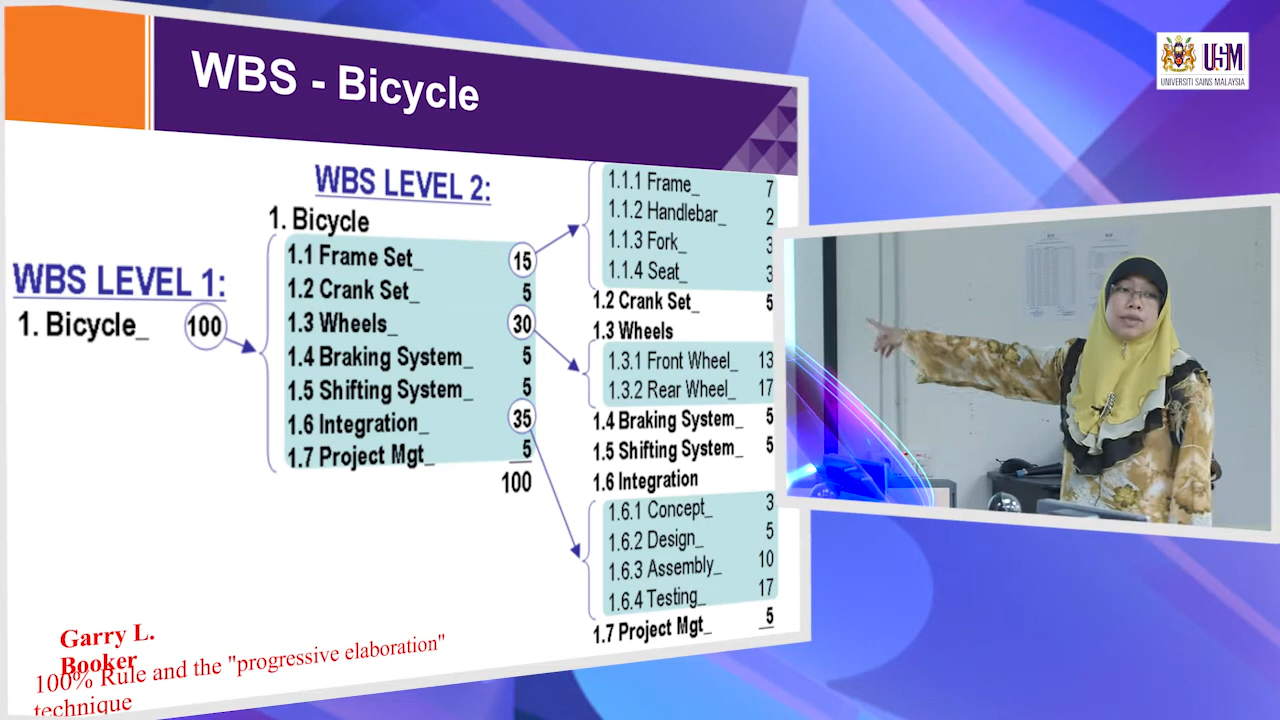 WBS - Bicycle
WBS LEVEL 1:
1. Bicycle_ 100
WBS LEVEL 2:
1. Bicycle
1.1 Frame Set_ 15
1.2 Crank Set_ 5
1.3 Wheels_ 30
1.4 Braking System_ 5
1.5 Shifting System_ 5
1.6 Integration_ 35
1.7 Project Mgt_ 5
100
1.1.1 Frame_ 7
1.1.2 Handlebar_ 2
1.1.3 Fork_ 3
1.1.4 Seat_ 3
1.2 Crank Set_ 5
1.3 Wheels
1.3.1 Front Wheel_ 13
1.3.2 Rear Wheel_ 17
1.4 Braking System_ 5
1.5 Shifting System_ 5
1.6 Integration
1.6.1 Concept_ 3
1.6.2 Design_ 5
1.6.3 Assembly_ 10
1.6.4 Testing_ 17
1.7 Project Mgt_ 5
Garry L.
Booker
100% Rule and the "progressive elaboration"
technique
USM
UNIVERSITI SAINS MALAYSIA